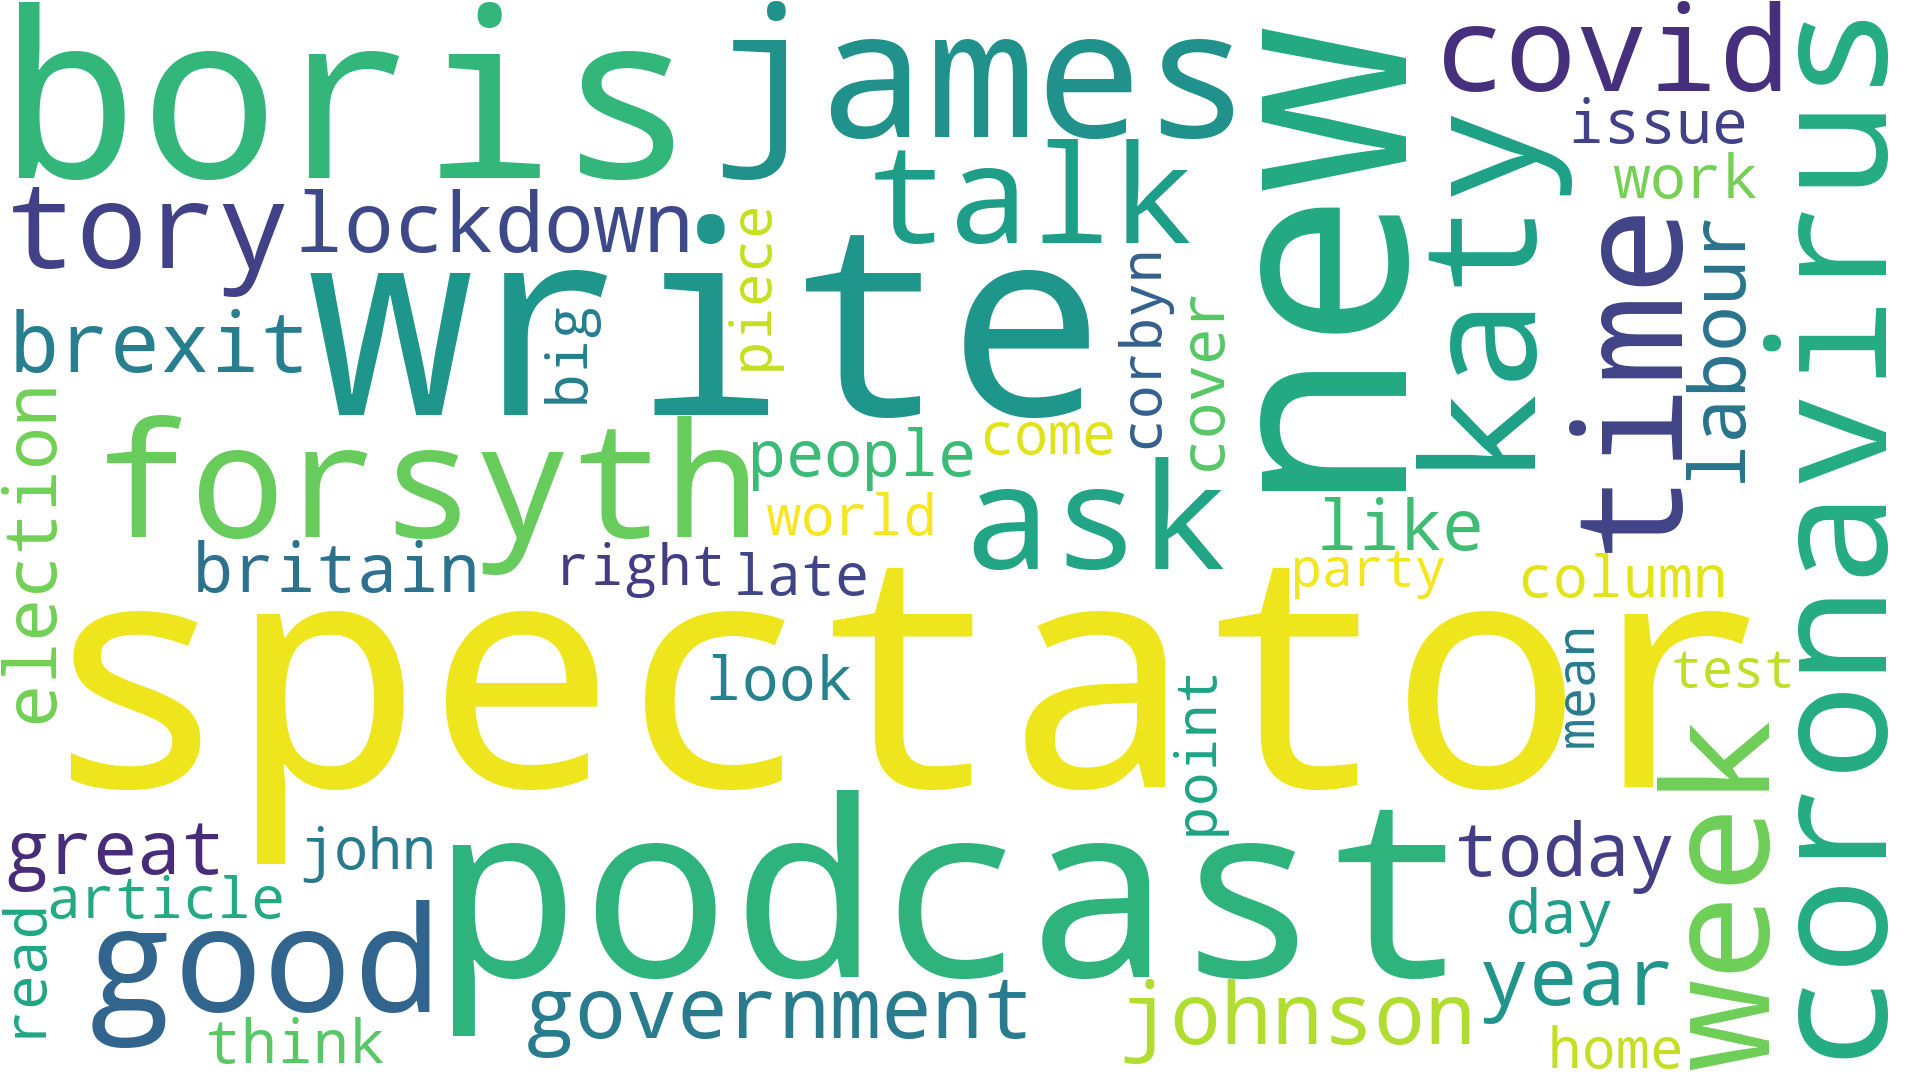 boris
james
new
covid
coronavirus
issue
work
katy
talk
tory
lockdown
write
piece
big
brexit
corbyn
cover
time
labour
election
forsyth
people
come
world
ask
like
britain
right
late
party
column
spectator
look
mean
test
point
week
podcast
great
john
today
article
day
read
good
year
government
johnson
think
home